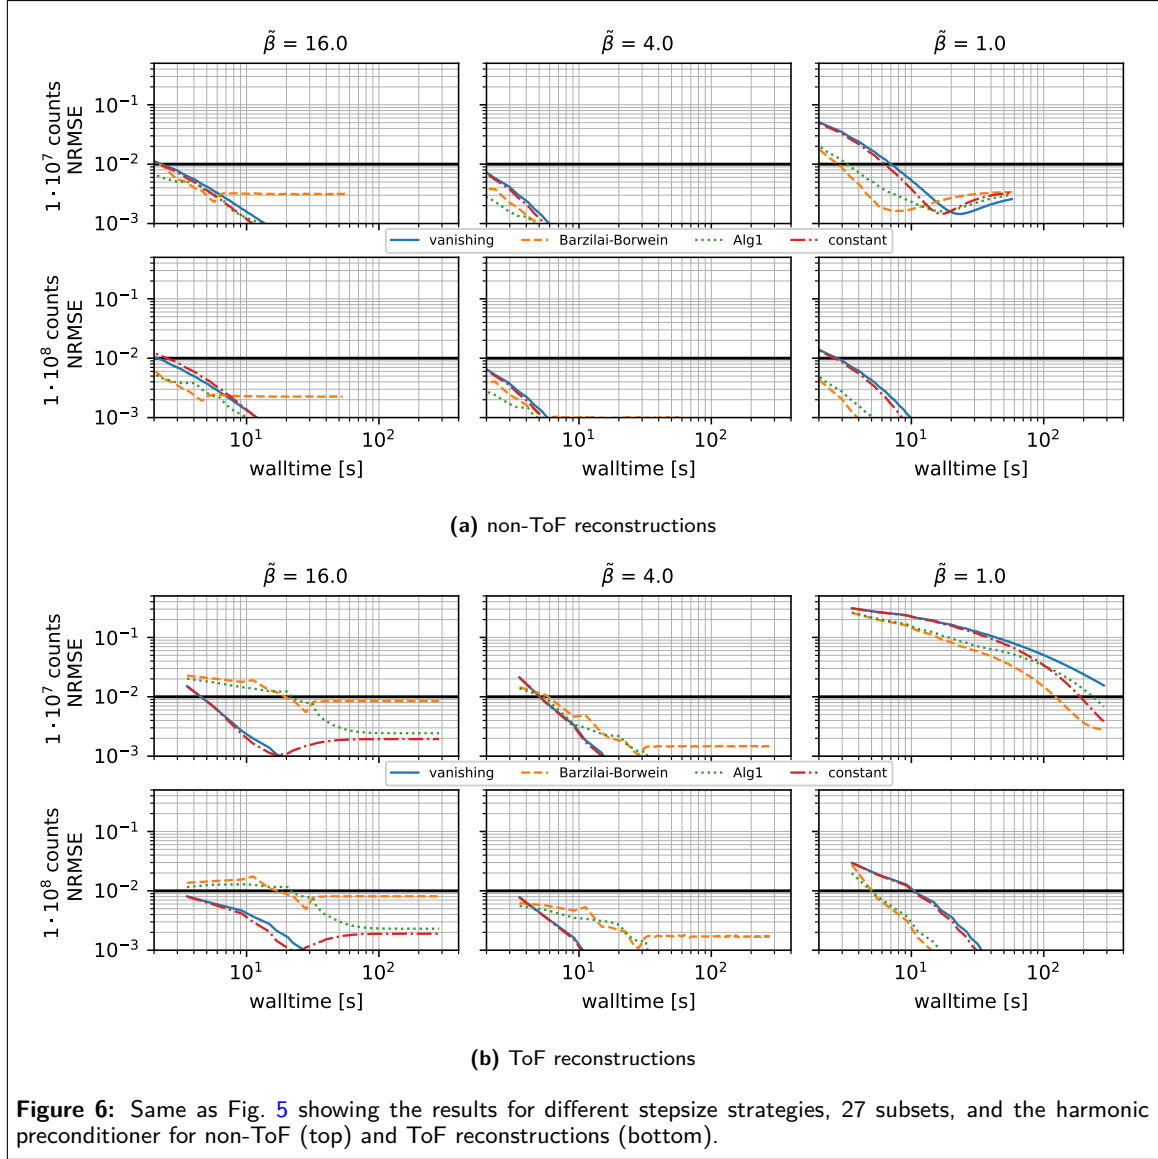 β̃ = 16.0 β̃ = 4.0 β̃ = 1.0
1 · 10⁷ counts
NRMSE
10⁻¹
10⁻²
10⁻³
vanishing Barzilai-Borwein Alg1 constant
1 · 10⁸ counts
NRMSE
10⁻¹
10⁻²
10⁻³
10¹ 10² 10¹ 10² 10¹ 10²
walltime [s] walltime [s] walltime [s]
(a) non-ToF reconstructions
β̃ = 16.0 β̃ = 4.0 β̃ = 1.0
1 · 10⁷ counts
NRMSE
10⁻¹
10⁻²
10⁻³
vanishing Barzilai-Borwein Alg1 constant
1 · 10⁸ counts
NRMSE
10⁻¹
10⁻²
10⁻³
10¹ 10² 10¹ 10² 10¹ 10²
walltime [s] walltime [s] walltime [s]
(b) ToF reconstructions
Figure 6: Same as Fig. 5 showing the results for different stepsize strategies, 27 subsets, and the harmonic
preconditioner for non-ToF (top) and ToF reconstructions (bottom).